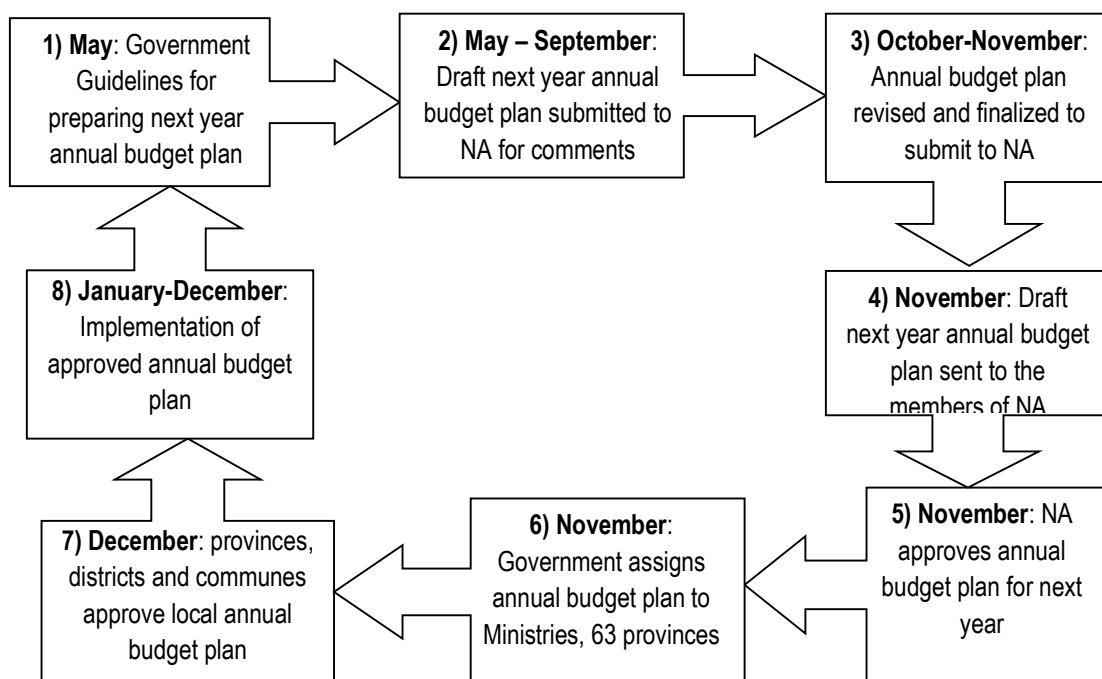 1) May: Government
Guidelines for
preparing next year
annual budget plan
2) May – September:
Draft next year annual
budget plan submitted to
NA for comments
3) October-November:
Annual budget plan
revised and finalized to
submit to NA
4) November: Draft
next year annual budget
plan sent to the
members of NA
5) November: NA
approves annual
budget plan for next
year
6) November:
Government assigns
annual budget plan to
Ministries, 63 provinces
7) December: provinces,
districts and communes
approve local annual
budget plan
8) January-December:
Implementation of
approved annual budget
plan